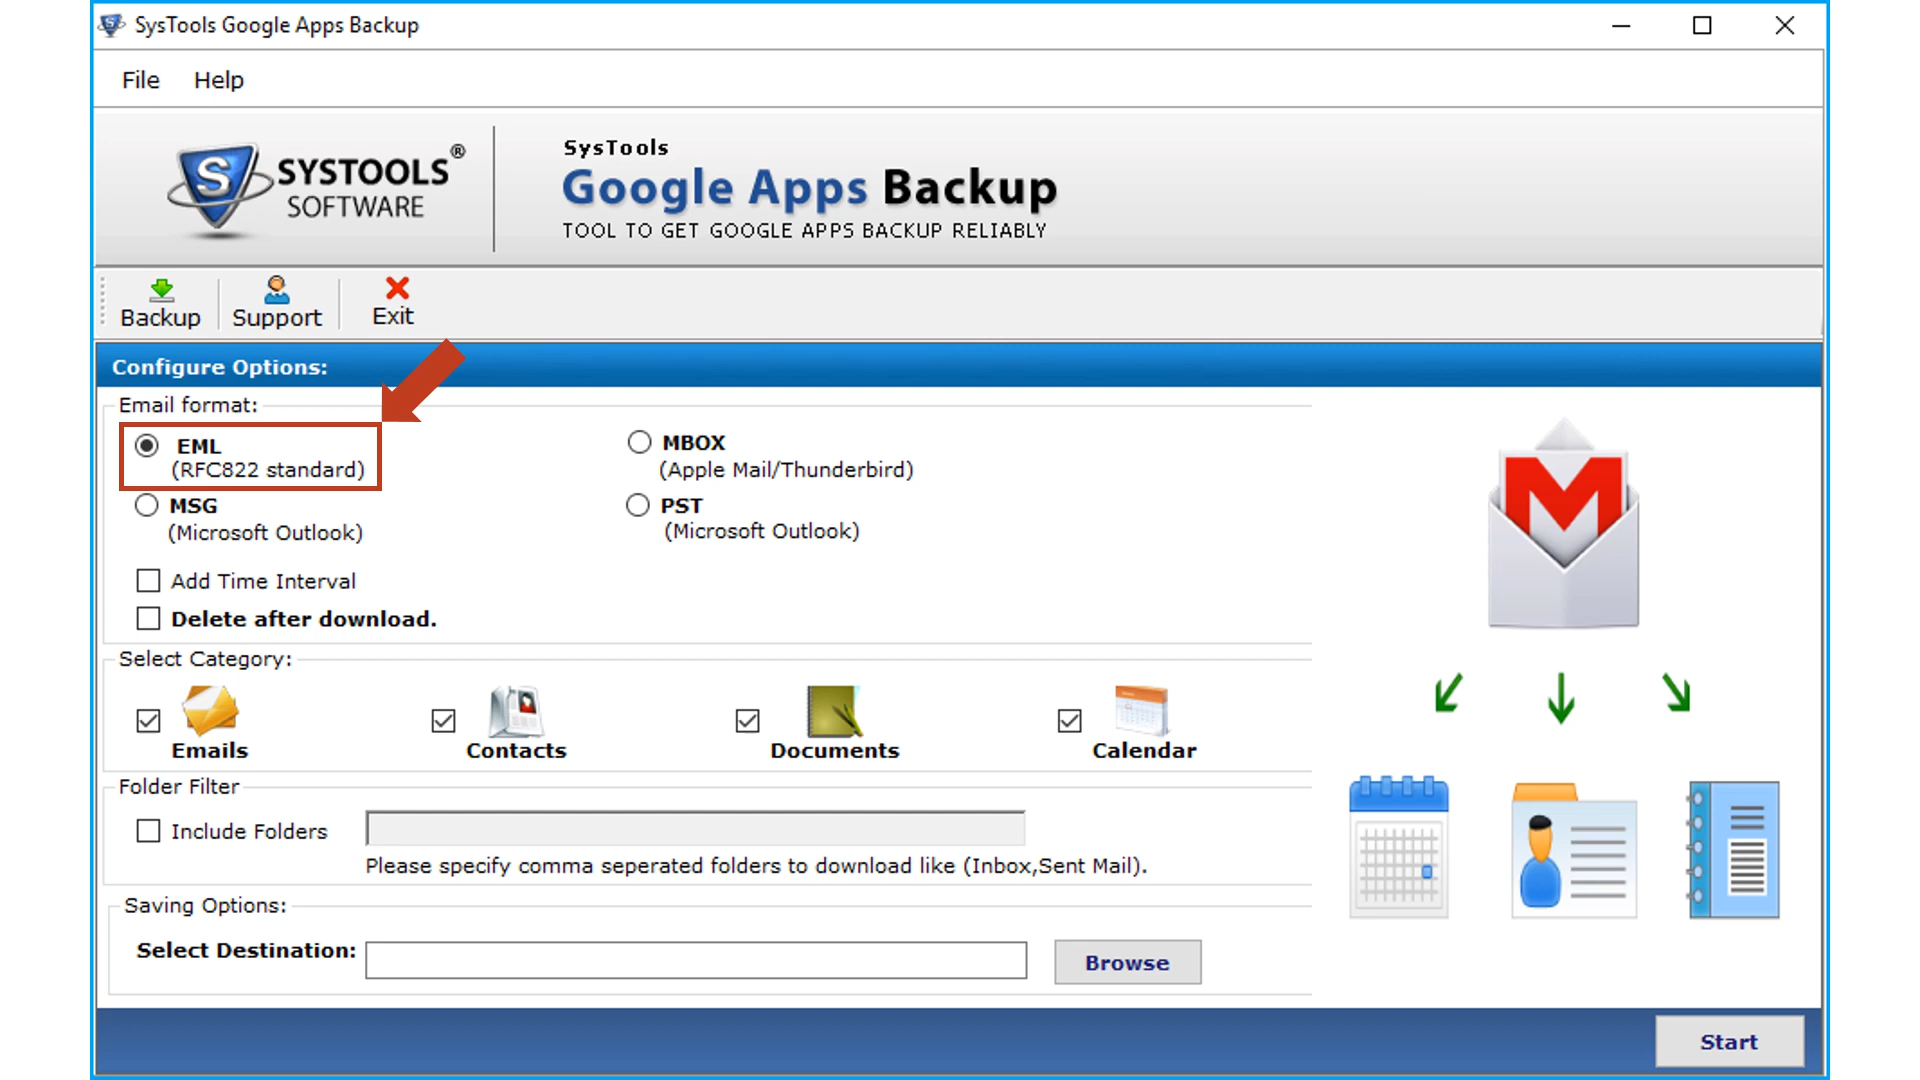 SysTools Google Apps Backup
File Help
SYSTOOLS®
SOFTWARE
SysTools
Google Apps Backup
TOOL TO GET GOOGLE APPS BACKUP RELIABLY
Backup Support Exit
Configure Options:
Email format:
EML
(RFC822 standard)
MBOX
(Apple Mail/Thunderbird)
MSG
(Microsoft Outlook)
PST
(Microsoft Outlook)
Add Time Interval
Delete after download.
Select Category:
Emails Contacts Documents Calendar
Folder Filter
Include Folders
Please specify comma seperated folders to download like (Inbox,Sent Mail).
Saving Options:
Select Destination: Browse
Start